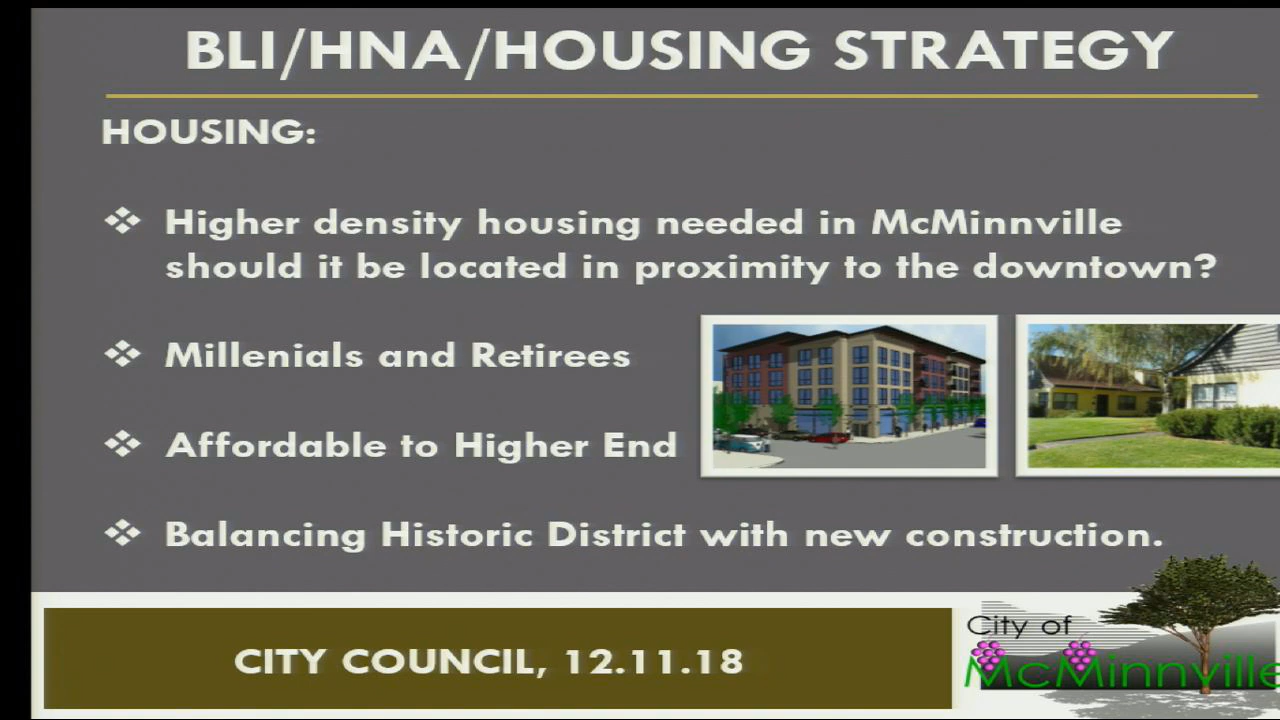 BLI/HNA/HOUSING STRATEGY
HOUSING:
❖ Higher density housing needed in McMinnville
should it be located in proximity to the downtown?
❖ Millenials and Retirees
❖ Affordable to Higher End
❖ Balancing Historic District with new construction.
CITY COUNCIL, 12.11.18
City of
McMinnville